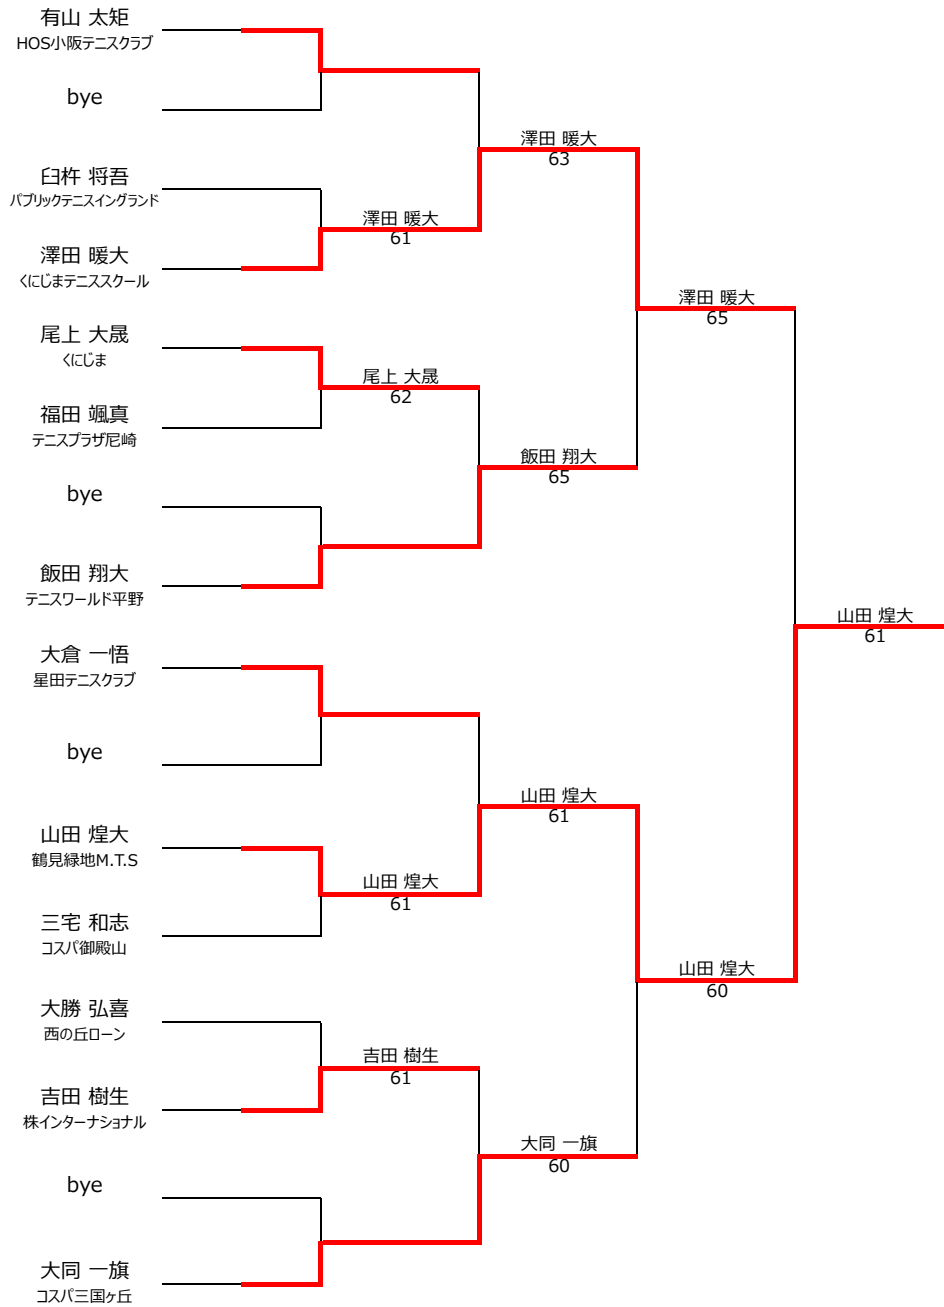 有山 太矩
HOS小阪テニスクラブ
bye
臼杵 将吾
パブリックテニスイングランド
澤田 暖大
くにじまテニススクール
尾上 大晟
くにじま
福田 颯真
テニスプラザ尼崎
bye
飯田 翔大
テニスワールド平野
大倉 一悟
星田テニスクラブ
bye
山田 煌大
鶴見緑地M.T.S
三宅 和志
コスパ御殿山
大勝 弘喜
西の丘ローン
吉田 樹生
株インターナショナル
bye
大同 一旗
コスパ三国ヶ丘
澤田 暖大
61
尾上 大晟
62
山田 煌大
61
吉田 樹生
61
澤田 暖大
63
飯田 翔大
65
山田 煌大
61
大同 一旗
60
澤田 暖大
65
山田 煌大
60
山田 煌大
61